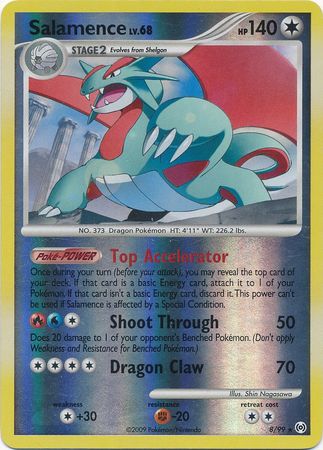 Salamence LV.68 HP 140
STAGE2 Evolves from Shelgon
NO. 373 Dragon Pokémon HT: 4'11" WT: 226.2 lbs.
Poké-POWER Top Accelerator
Once during your turn (before your attack), you may reveal the top card of
your deck. If that card is a basic Energy card, attach it to 1 of your
Pokémon. If that card isn't a basic Energy card, discard it. This power can't
be used if Salamence is affected by a Special Condition.
Shoot Through 50
Does 20 damage to 1 of your opponent's Benched Pokémon. (Don't apply
Weakness and Resistance for Benched Pokémon.)
Dragon Claw 70
Illus. Shin Nagasawa
weakness resistance retreat cost
+30 -20
©2009 Pokémon/Nintendo 8/99 ★